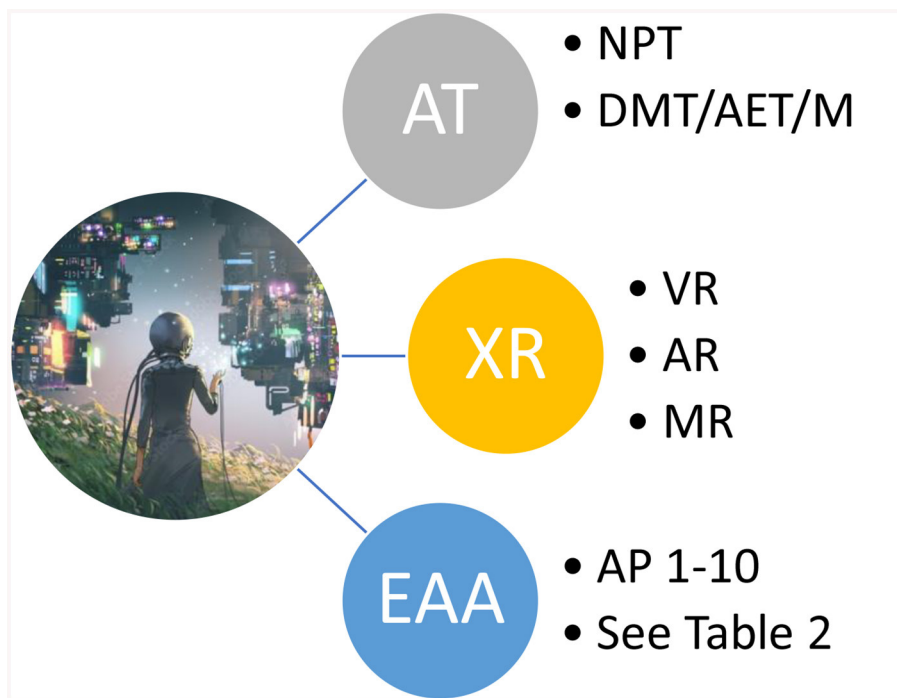 AT
• NPT
• DMT/AET/M
XR
• VR
• AR
• MR
EAA
• AP 1-10
• See Table 2